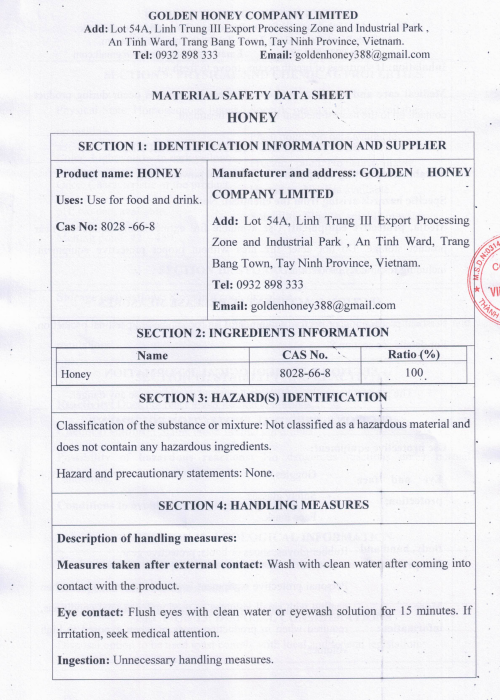 GOLDEN HONEY COMPANY LIMITED
Add: Lot 54A, Linh Trung III Export Processing Zone and Industrial Park ,
An Tinh Ward, Trang Bang Town, Tay Ninh Province, Vietnam.
Tel: 0932 898 333 Email: goldenhoney388@gmail.com
MATERIAL SAFETY DATA SHEET
HONEY
SECTION 1: IDENTIFICATION INFORMATION AND SUPPLIER
Product name: HONEY
Uses: Use for food and drink.
Cas No: 8028 -66-8
Manufacturer and address: GOLDEN HONEY
COMPANY LIMITED
Add: Lot 54A, Linh Trung III Export Processing
Zone and Industrial Park , An Tinh Ward, Trang
Bang Town, Tay Ninh Province, Vietnam.
Tel: 0932 898 333
Email: goldenhoney388@gmail.com
SECTION 2: INGREDIENTS INFORMATION
Name CAS No. Ratio (%)
Honey 8028-66-8 100
SECTION 3: HAZARD(S) IDENTIFICATION
Classification of the substance or mixture: Not classified as a hazardous material and
does not contain any hazardous ingredients.
Hazard and precautionary statements: None.
SECTION 4: HANDLING MEASURES
Description of handling measures:
Measures taken after external contact: Wash with clean water after coming into
contact with the product.
Eye contact: Flush eyes with clean water or eyewash solution for 15 minutes. If
irritation, seek medical attention.
Ingestion: Unnecessary handling measures.